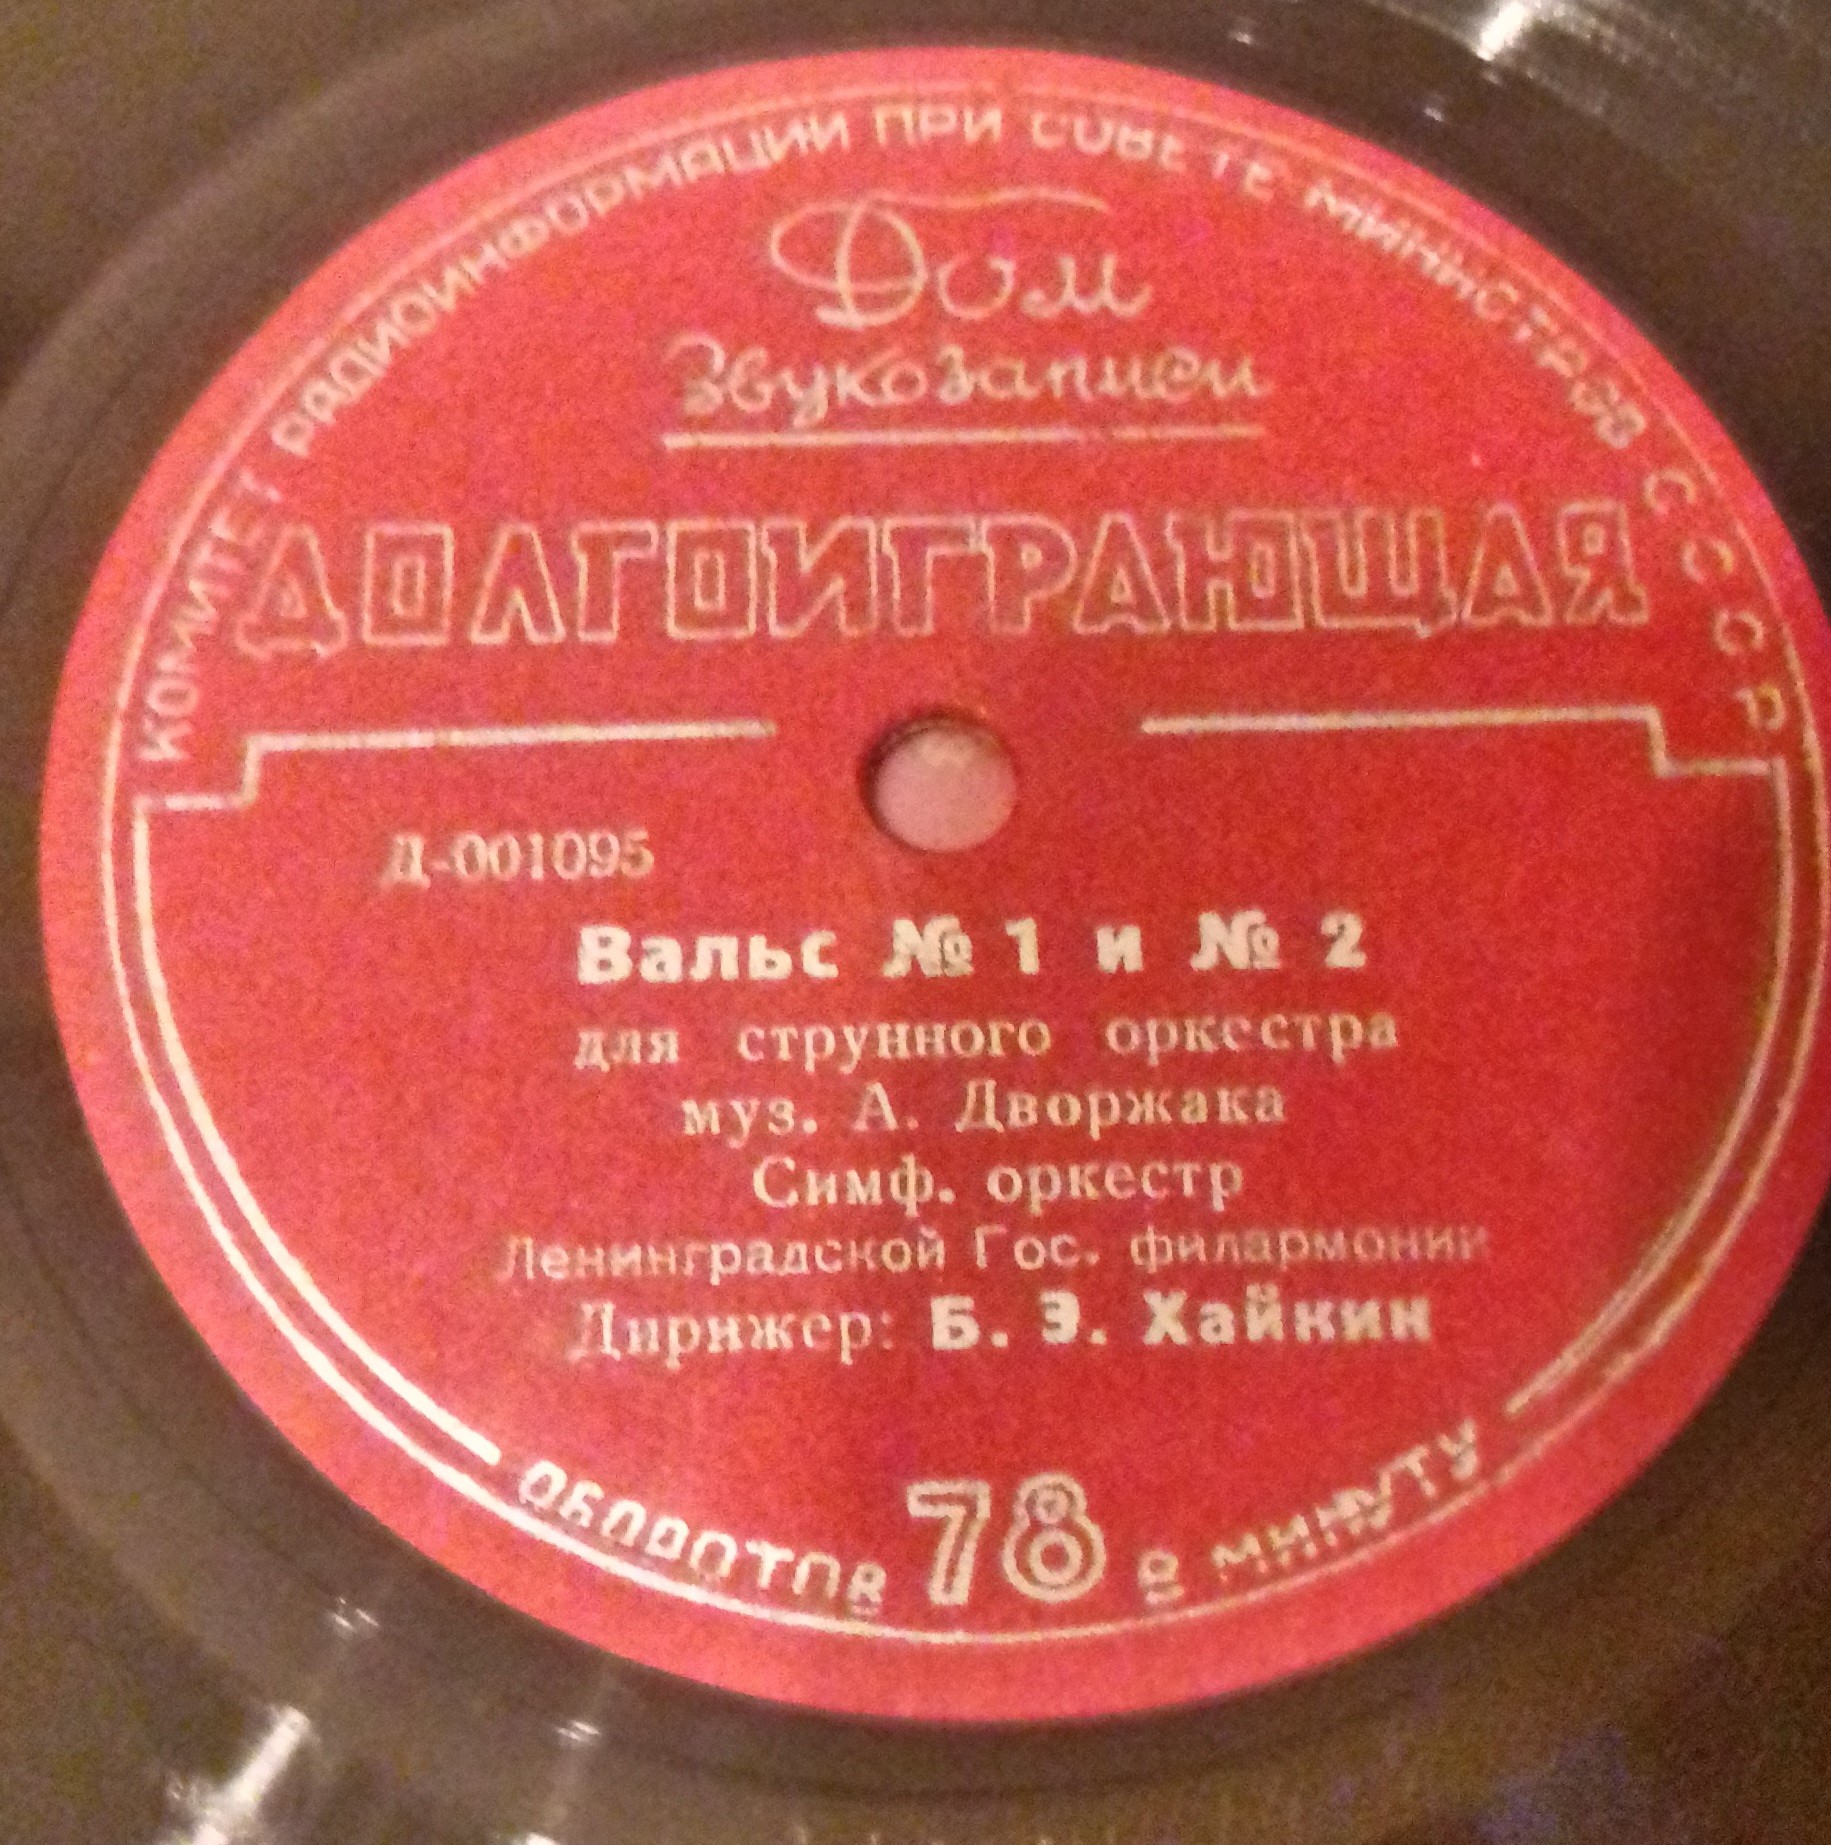 КОМИТЕТ РАДИОИНФОРМАЦИИ ПРИ СОВЕТЕ МИНИСТРОВ СССР
Дом
Звукозаписи
ДОЛГОИГРАЮЩАЯ
Д-001095
Вальс № 1 и № 2
для струнного оркестра
муз. А. Дворжака
Симф. оркестр
Ленинградской Гос. филармонии
Дирижер: Б. Э. Хайкин
ОБОРОТОВ 78 В МИНУТУ